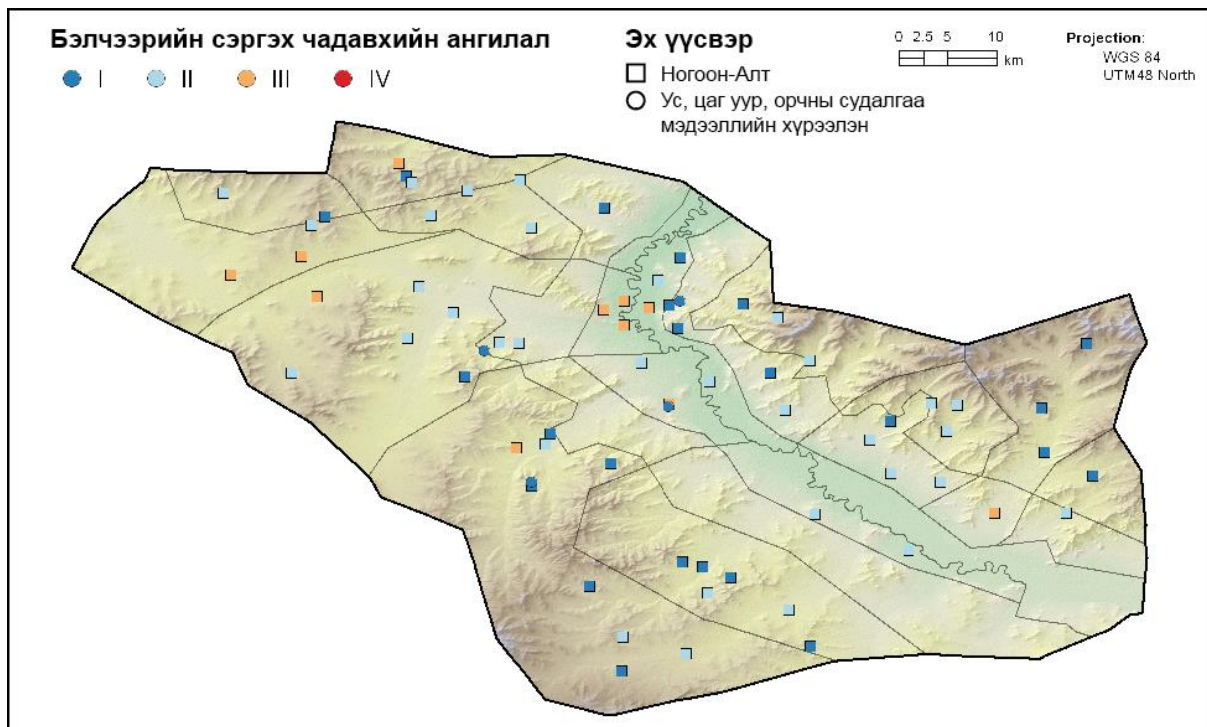 Бэлчээрийн сэргэх чадавхийн ангилал
I II III IV
Эх үүсвэр
Ногоон-Алт
Ус, цаг уур, орчны судалгаа
мэдээллийн хүрээлэн
0 2.5 5 10
km
Projection:
WGS 84
UTM48 North